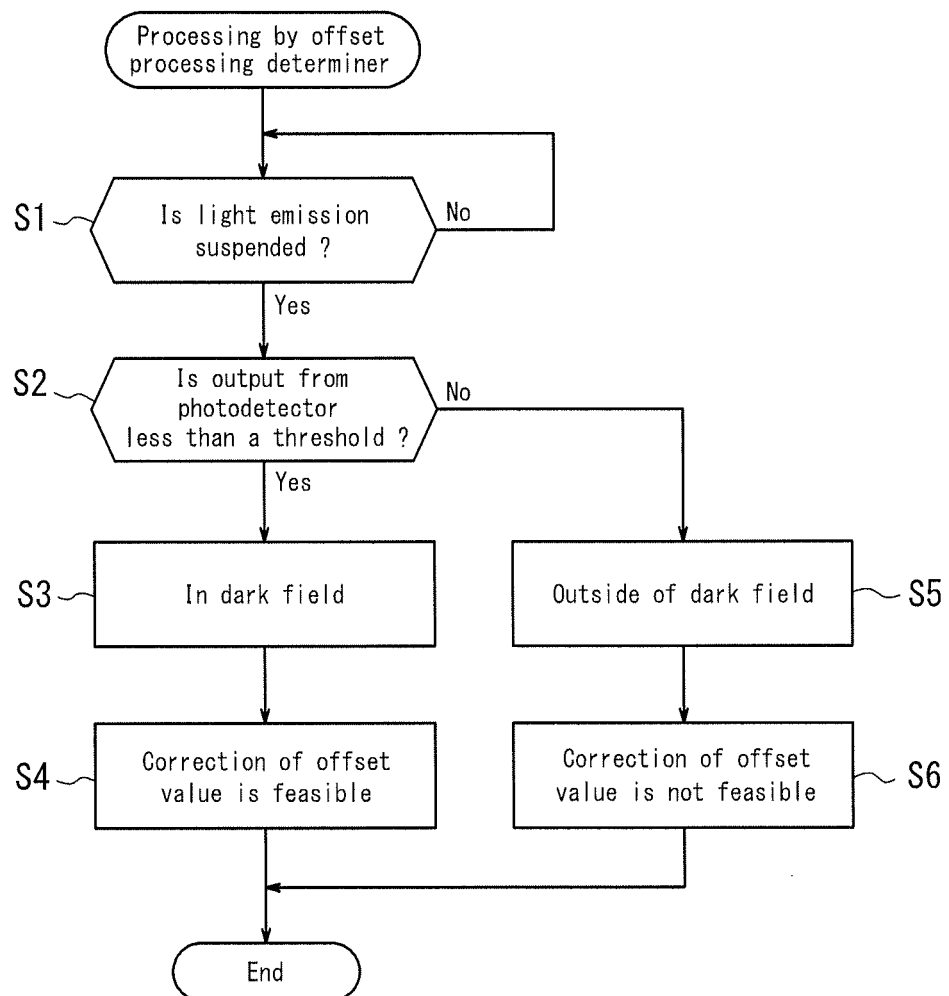 Processing by offset
processing determiner
S1
Is light emission
suspended ?
No
Yes
S2
Is output from
photodetector
less than a threshold ?
No
Yes
S3
In dark field
Outside of dark field
S5
S4
Correction of offset
value is feasible
Correction of offset
value is not feasible
S6
End